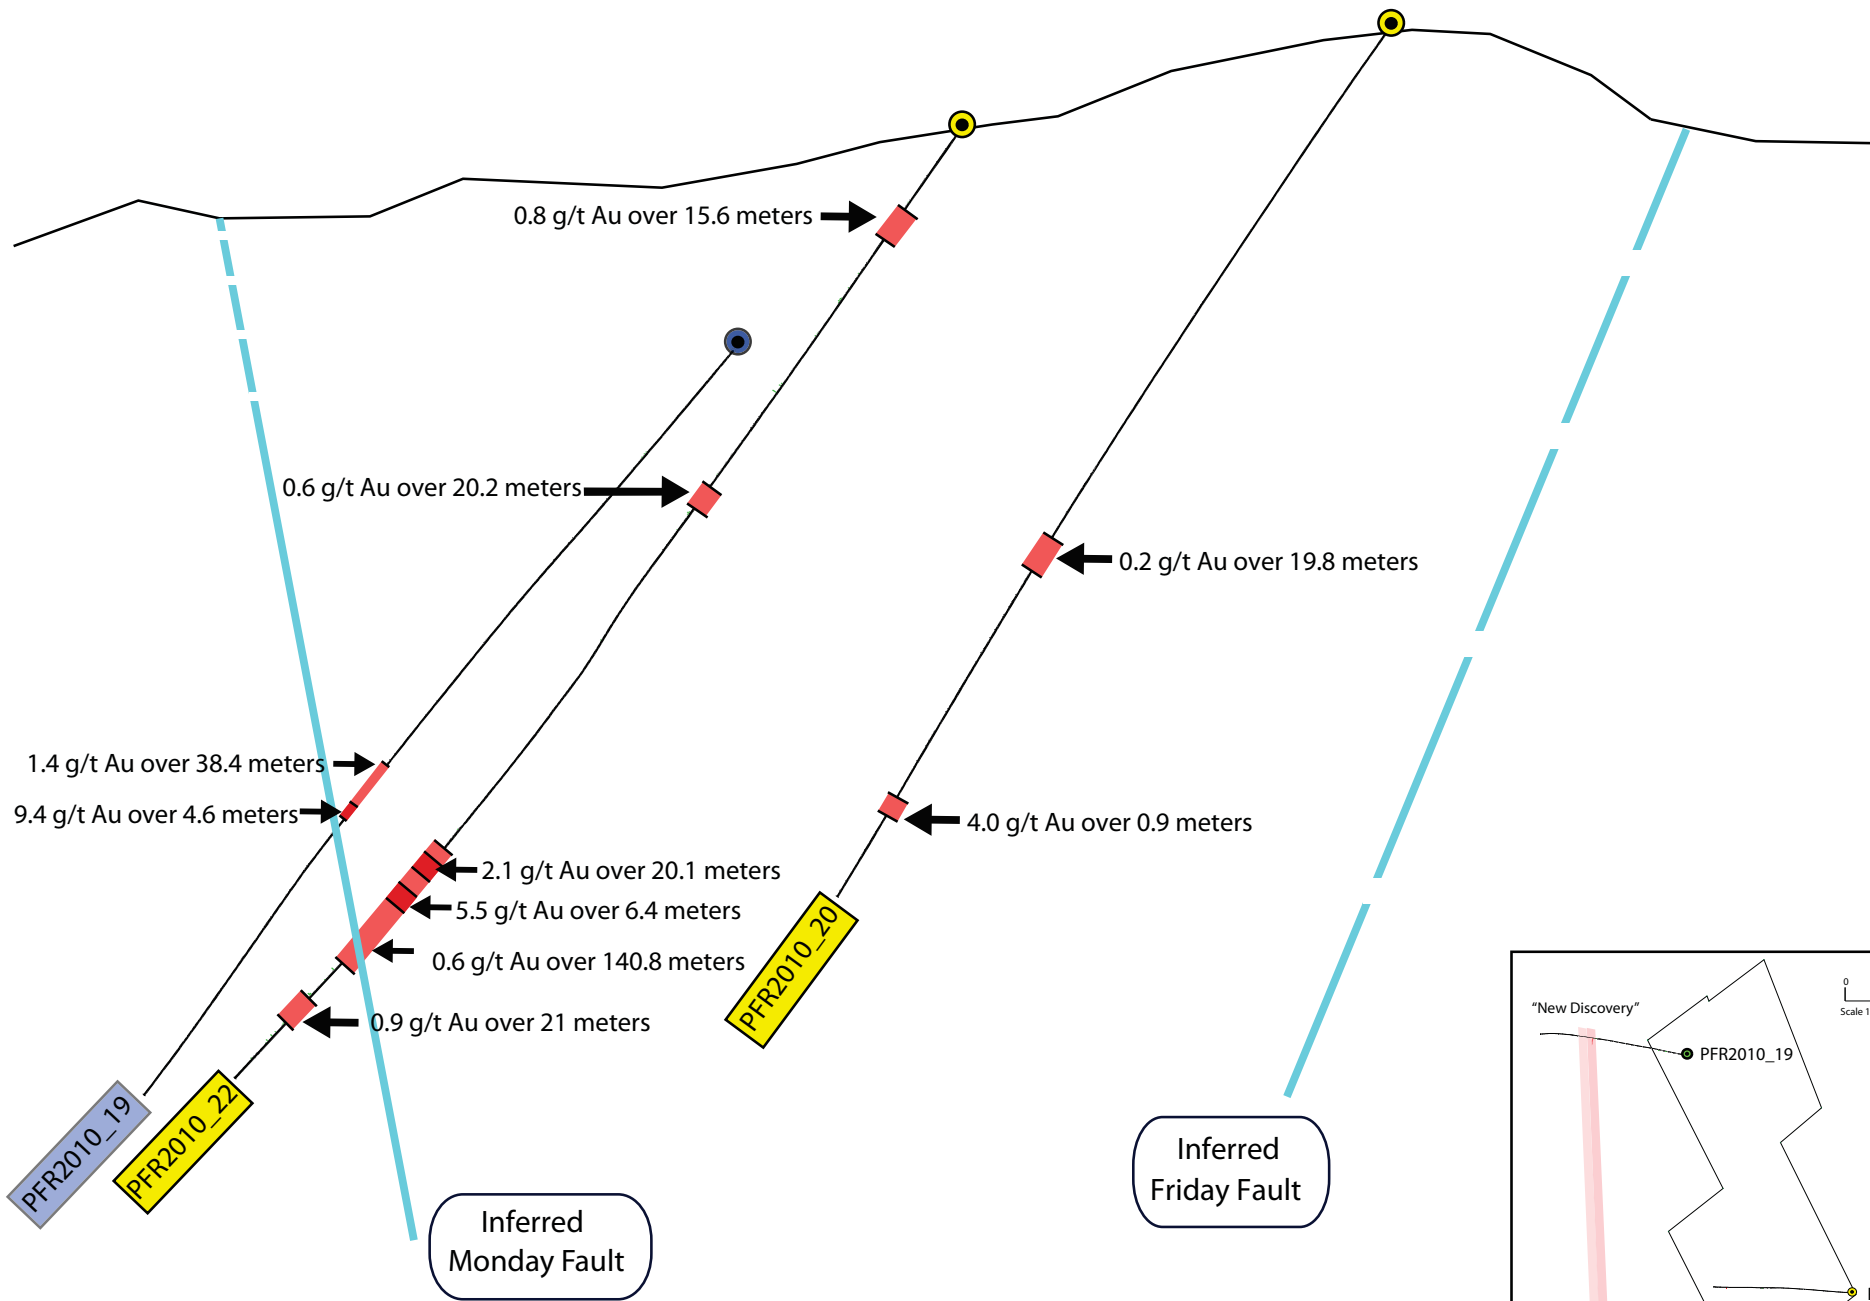 0.8 g/t Au over 15.6 meters
0.6 g/t Au over 20.2 meters
0.2 g/t Au over 19.8 meters
1.4 g/t Au over 38.4 meters
9.4 g/t Au over 4.6 meters
4.0 g/t Au over 0.9 meters
2.1 g/t Au over 20.1 meters
5.5 g/t Au over 6.4 meters
0.6 g/t Au over 140.8 meters
0.9 g/t Au over 21 meters
PFR2010_20
PFR2010_19
PFR2010_22
Inferred
Monday Fault
Inferred
Friday Fault
0
Scale 1
"New Discovery"
PFR2010_19